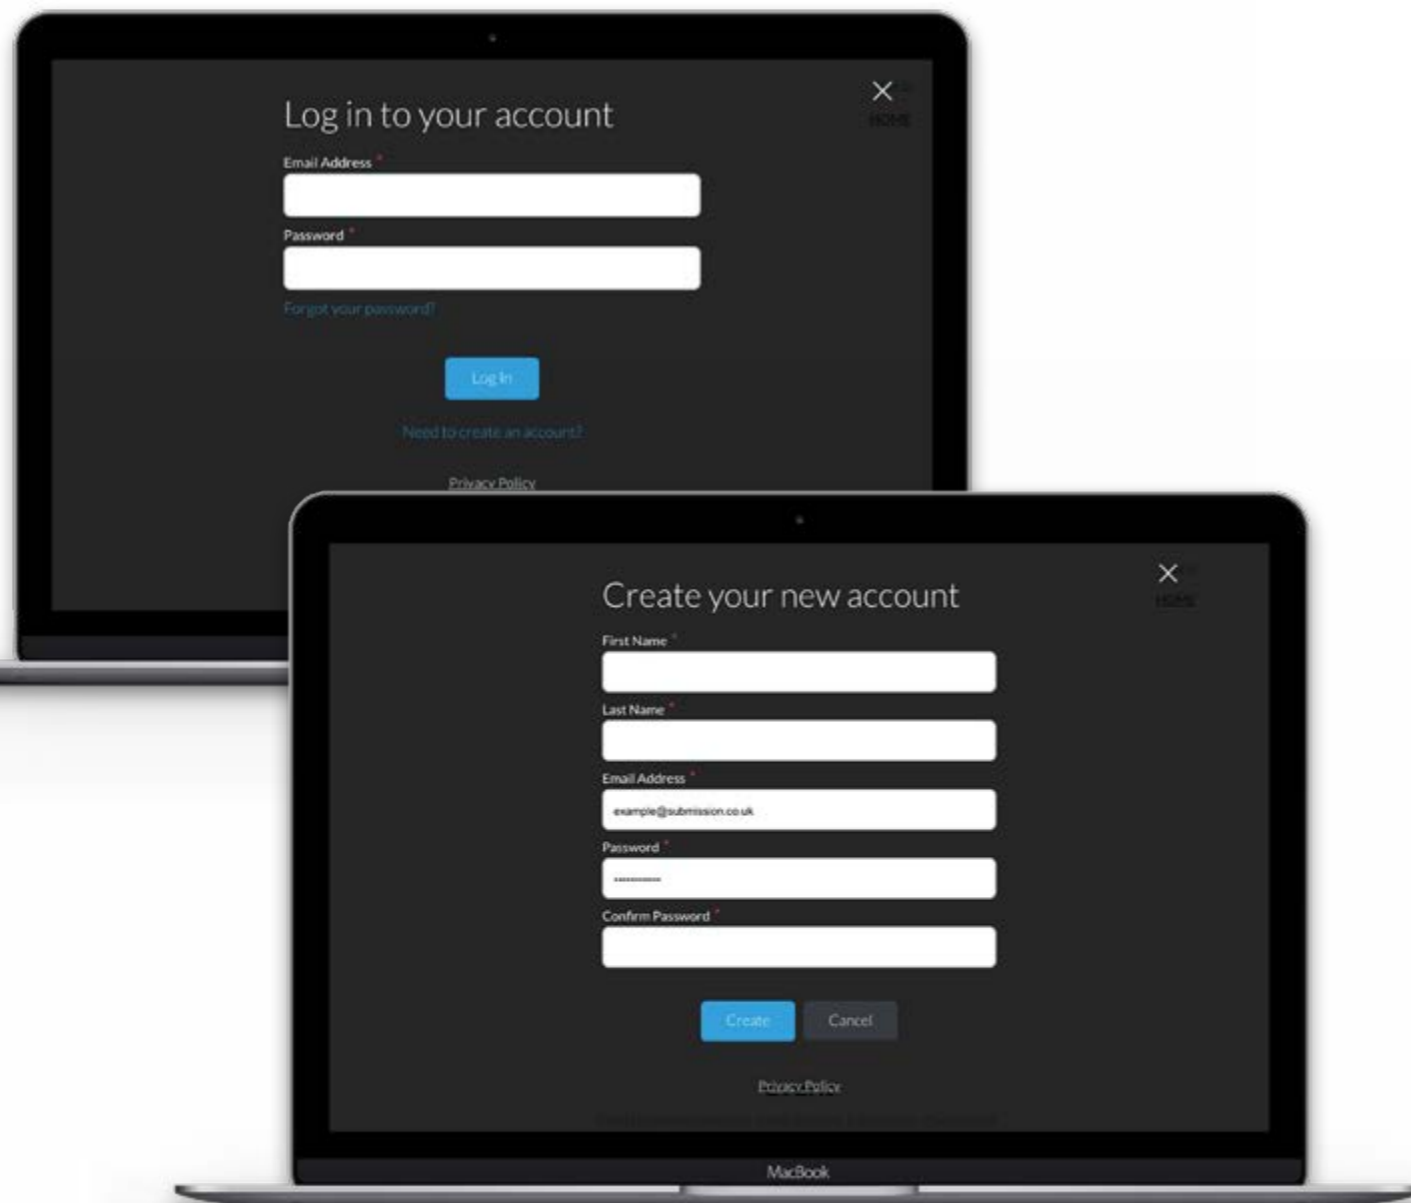 Log in to your account
HOME
Email Address *
Password *
Forgot your password?
Log In
Need to create an account?
Privacy Policy
Create your new account
HOME
First Name *
Last Name *
Email Address *
example@submission.co.uk
Password *
Confirm Password *
Create
Cancel
Privacy Policy
MacBook